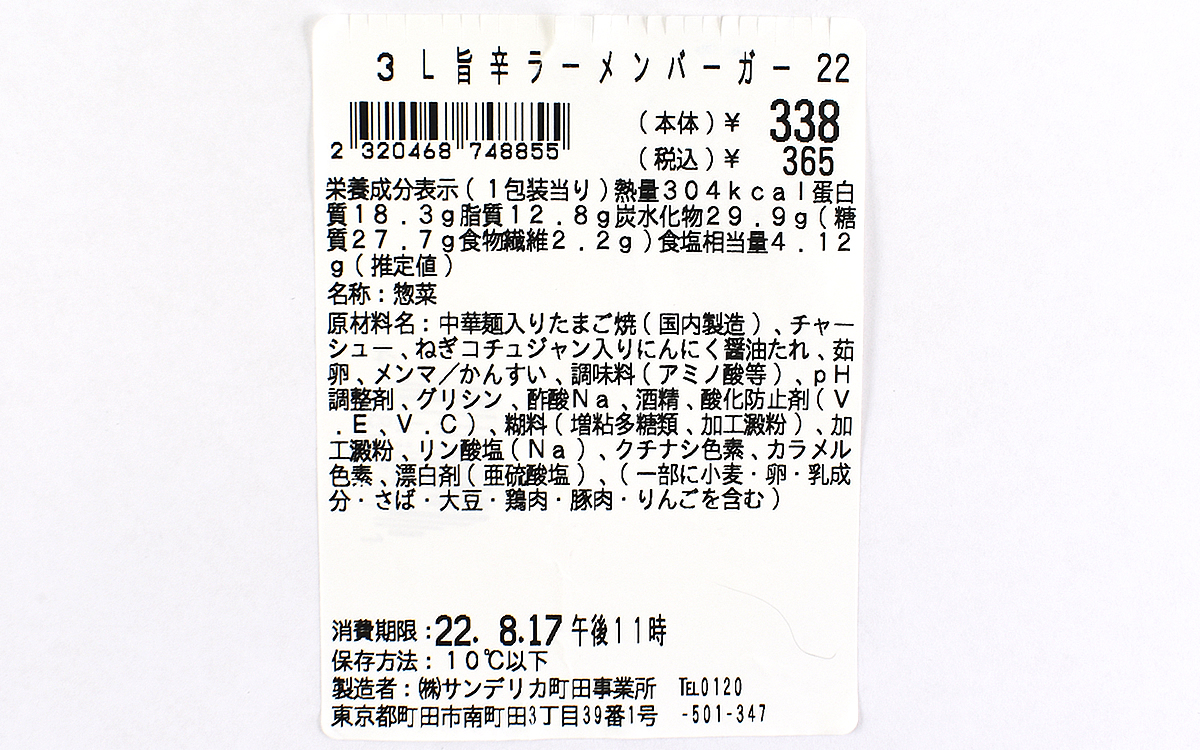 3L旨辛ラーメンバーガー22
(本体)¥ 338
2 320468 748855
(税込)¥ 365
栄養成分表示(1包装当り)熱量304kcal蛋白
質18.3g脂質12.8g炭水化物29.9g(糖
質27.7g食物繊維2.2g)食塩相当量4.12
g(推定値)
名称:惣菜
原材料名:中華麺入りたまご焼(国内製造)、チャー
シュー、ねぎコチュジャン入りにんにく醤油たれ、茹
卵、メンマ/かんすい、調味料(アミノ酸等)、pH
調整剤、グリシン、酢酸Na、酒精、酸化防止剤(V
.E、V.C)、糊料(増粘多糖類、加工澱粉)、加
工澱粉、リン酸塩(Na)、クチナシ色素、カラメル
色素、漂白剤(亜硫酸塩)、(一部に小麦・卵・乳成
分・さば・大豆・鶏肉・豚肉・りんごを含む)
消費期限:22. 8.17午後11時
保存方法:10℃以下
製造者:㈱サンデリカ町田事業所 ℡0120
東京都町田市南町田3丁目39番1号 -501-347